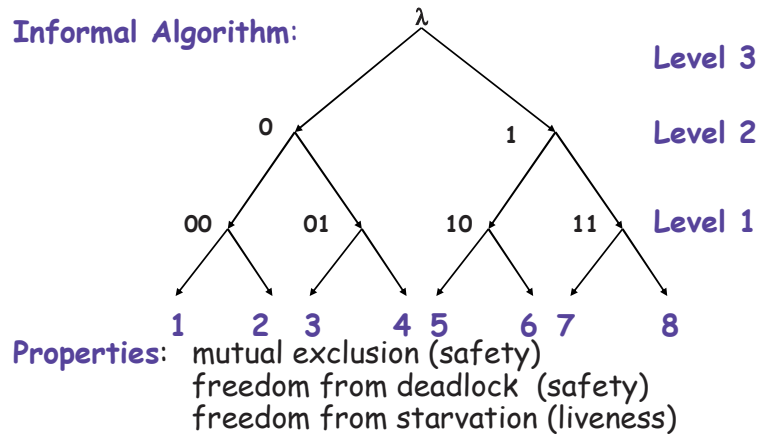 λ
Informal Algorithm:
Level 3
0
1
Level 2
00
01
10
11
Level 1
1 2 3 4 5 6 7 8
Properties: mutual exclusion (safety)
freedom from deadlock (safety)
freedom from starvation (liveness)